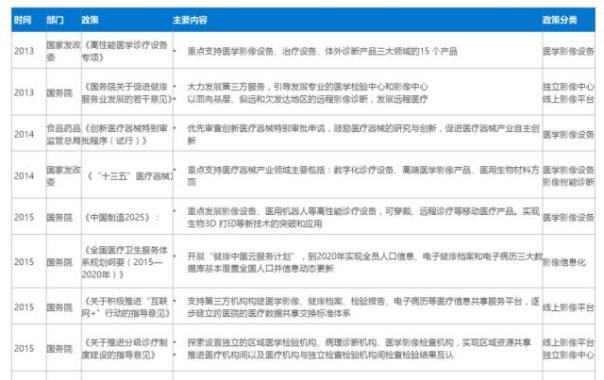 时间 部门 政策 主要内容 政策分类
2013 国家发改委 《高性能医学诊疗设备专项》 • 重点支持医学影像设备、治疗设备、体外诊断产品三大领域的15 个产品 医学影像设备
2013 国务院 《国务院关于促进健康服务业发展的若干意见》 • 大力发展第三方服务，引导发展专业的医学检验中心和影像中心
• 以面向基层、偏远和欠发达地区的远程影像诊断，发展远程医疗 独立影像中心
线上影像平台
2014 食品药品监管总局 《创新医疗器械特别审批程序（试行）》 • 优先审查创新医疗器械特别审批申请，鼓励医疗器械的研究与创新，促进医疗器械产业自主创新 医学影像设备
2014 国家发改委 《“十三五”医疗器械》 • 重点支持医疗器械产业领域主要包括：数字化诊疗设备、高端医学影像产品、医用生物材料方面 医学影像设备
影像智能诊断
2015 国务院 《中国制造2025》： • 重点发展影像设备、医用机器人等高性能诊疗设备，可穿戴、远程诊疗等移动医疗产品。实现生物3D 打印等新技术的突破和应用 医学影像设备
2015 国务院 《全国医疗卫生服务体系规划纲要（2015—2020年）》 • 开展“健康中国云服务计划”，到2020年实现全员人口信息、电子健康档案和电子病历三大数据库基本覆盖全国人口并信息动态更新 影像信息化
2015 国务院 《关于积极推进“互联网+”行动的指导意见》 • 支持第三方机构构建医学影像、健康档案、检验报告、电子病历等医疗信息共享服务平台，逐步建立跨医院的医疗数据共享交换标准体系 线上影像平台
2015 国务院 《关于推进分级诊疗制度建设的指导意见》 • 探索设置独立的区域医学检验机构、病理诊断机构、医学影像检查机构，实现区域资源共享
• 推进医疗机构间以及医疗机构与独立检查检验机构间检查检验结果互认 线上影像平台
独立影像中心